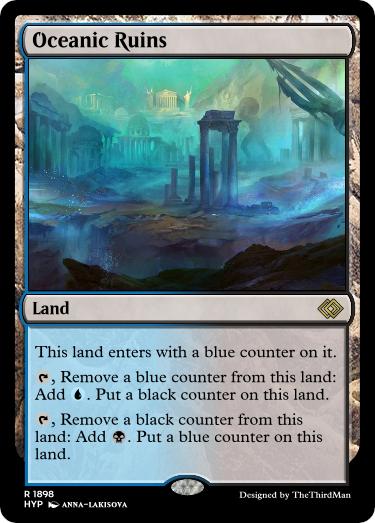 Oceanic Ruins
Land
This land enters with a blue counter on it.
, Remove a blue counter from this land:
Add . Put a black counter on this land.
, Remove a black counter from this
land: Add . Put a blue counter on this
land.
R 1898
HYP ANNA-LAKISOVA
Designed by TheThirdMan